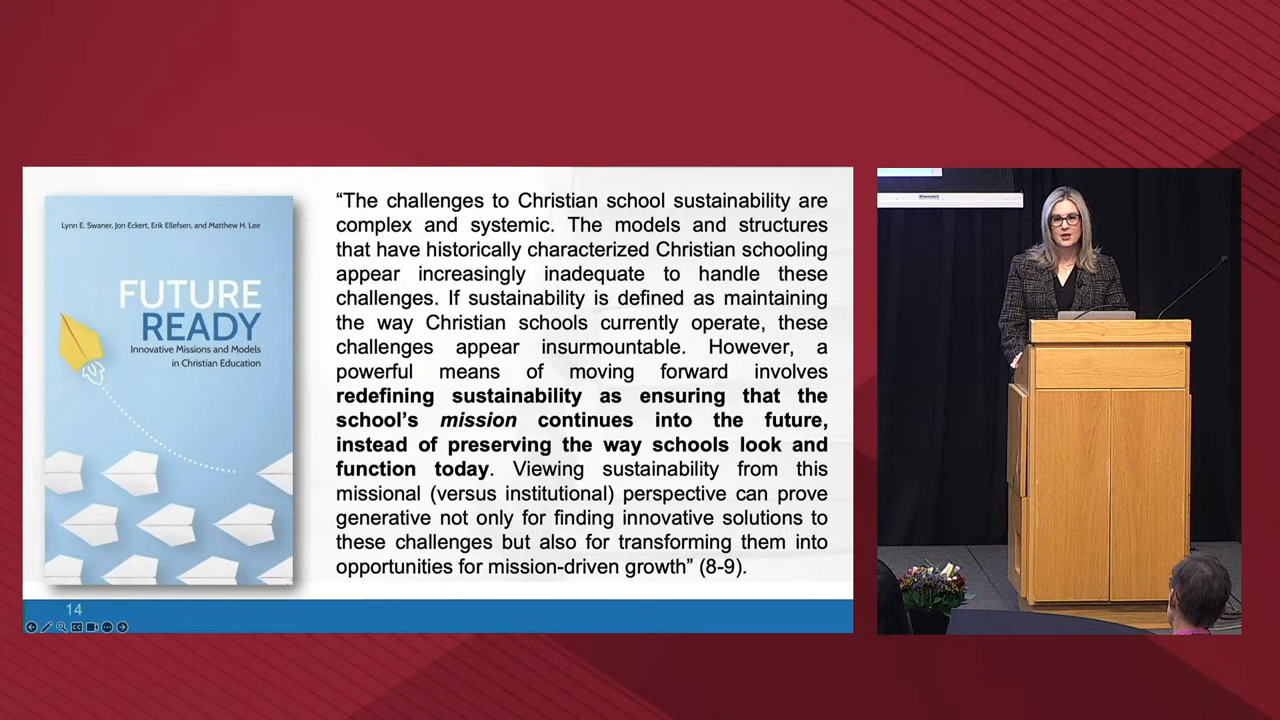 Lynn E. Swaner, Jon Eckert, Erik Ellefsen, and Matthew H. Lee
FUTURE
READY
Innovative Missions and Models
in Christian Education
“The challenges to Christian school sustainability are
complex and systemic. The models and structures
that have historically characterized Christian schooling
appear increasingly inadequate to handle these
challenges. If sustainability is defined as maintaining
the way Christian schools currently operate, these
challenges appear insurmountable. However, a
powerful means of moving forward involves
redefining sustainability as ensuring that the
school’s mission continues into the future,
instead of preserving the way schools look and
function today. Viewing sustainability from this
missional (versus institutional) perspective can prove
generative not only for finding innovative solutions to
these challenges but also for transforming them into
opportunities for mission-driven growth” (8-9).
14
CC